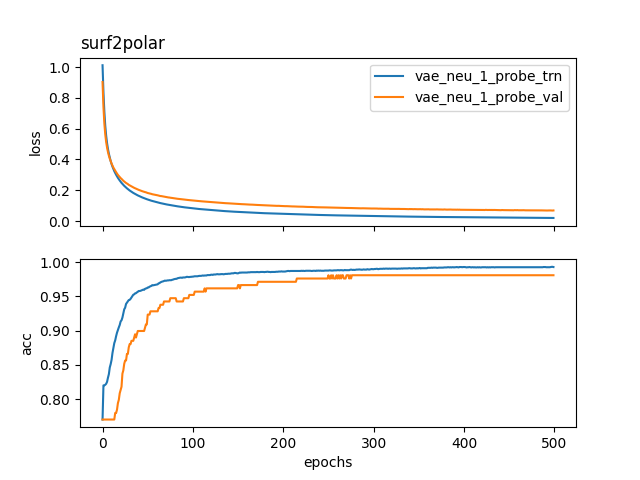 surf2polar
1.0
0.8
0.6
0.4
0.2
0.0
loss
vae_neu_1_probe_trn
vae_neu_1_probe_val
1.00
0.95
0.90
0.85
0.80
acc
0 100 200 300 400 500
epochs